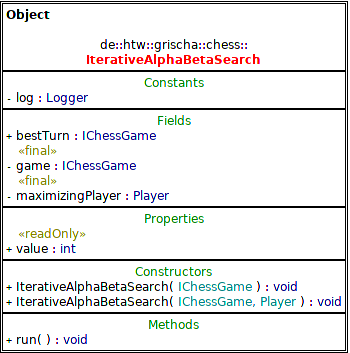 Object
de::htw::grischa::chess::
IterativeAlphaBetaSearch
Constants
- log : Logger
Fields
+ bestTurn : IChessGame
«final»
- game : IChessGame
«final»
- maximizingPlayer : Player
Properties
«readOnly»
+ value : int
Constructors
+ IterativeAlphaBetaSearch( IChessGame ) : void
+ IterativeAlphaBetaSearch( IChessGame, Player ) : void
Methods
+ run( ) : void